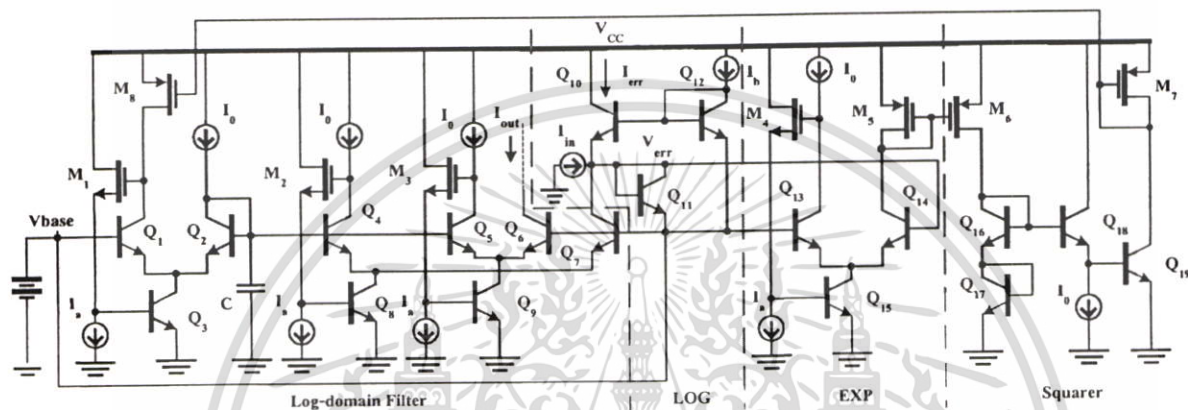 V_CC
M_8
I_0
I_0
I_0
Q_10
I_err
Q_12
I_b
I_0
M_4
M_5
M_6
M_7
I_out
I_in
V_err
M_1
M_2
M_3
Vbase
Q_1
Q_2
Q_4
Q_5
Q_6
Q_7
Q_11
Q_13
Q_14
Q_16
Q_18
Q_19
I_a
Q_3
C
I_a
Q_8
I_a
Q_9
I_a
Q_15
Q_17
I_0
Log-domain Filter
LOG
EXP
Squarer